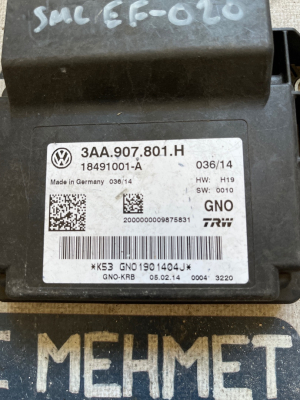 SML EF-020
3AA.907.801.H
18491001-A
036/14
Made in Germany 036/14
HW: H19
SW: 0010
GNO
2000000009875831
TRW
*K53 GNO1901404J*
GNO-KRB 05.02.14 0004 3220
E MEHMET